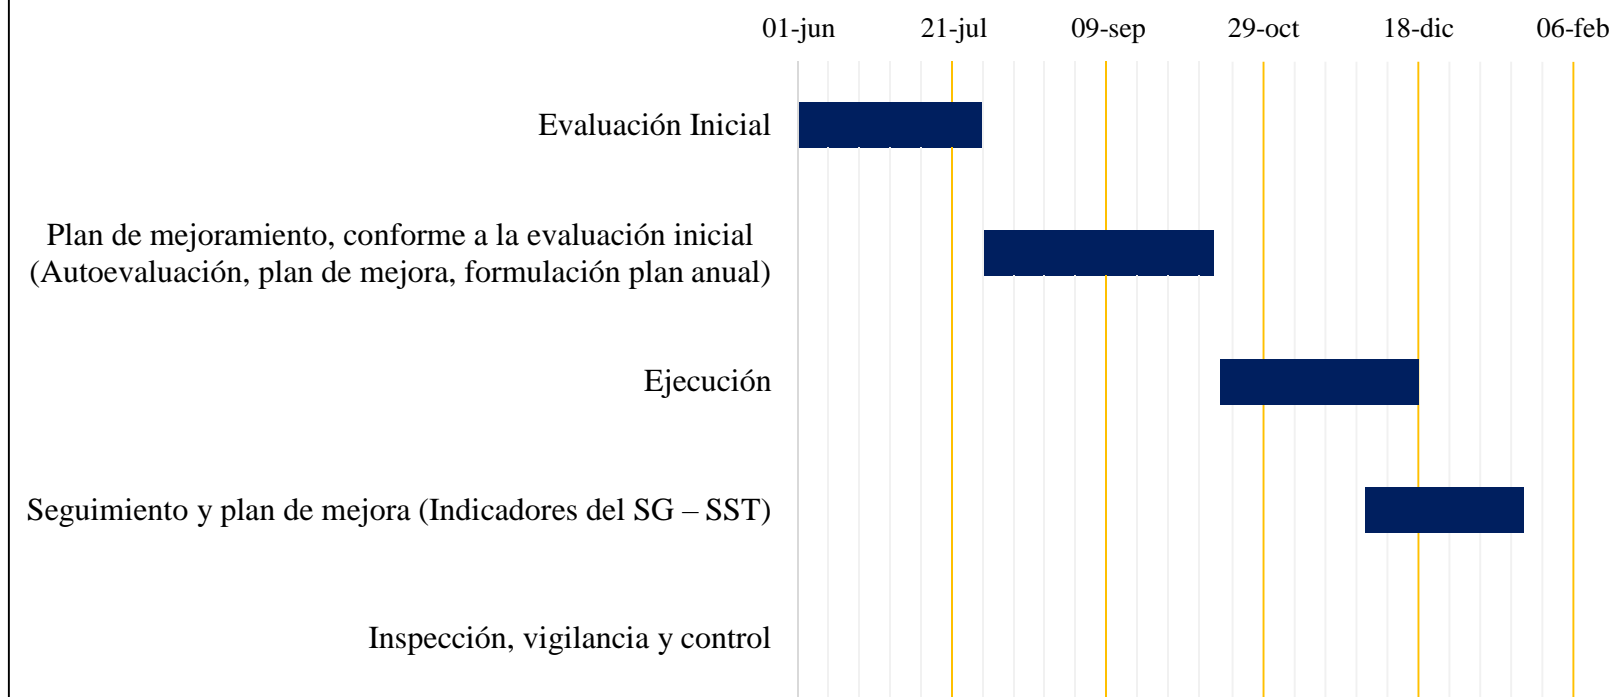 01-jun 21-jul 09-sep 29-oct 18-dic 06-feb
Evaluación Inicial
Plan de mejoramiento, conforme a la evaluación inicial
(Autoevaluación, plan de mejora, formulación plan anual)
Ejecución
Seguimiento y plan de mejora (Indicadores del SG – SST)
Inspección, vigilancia y control